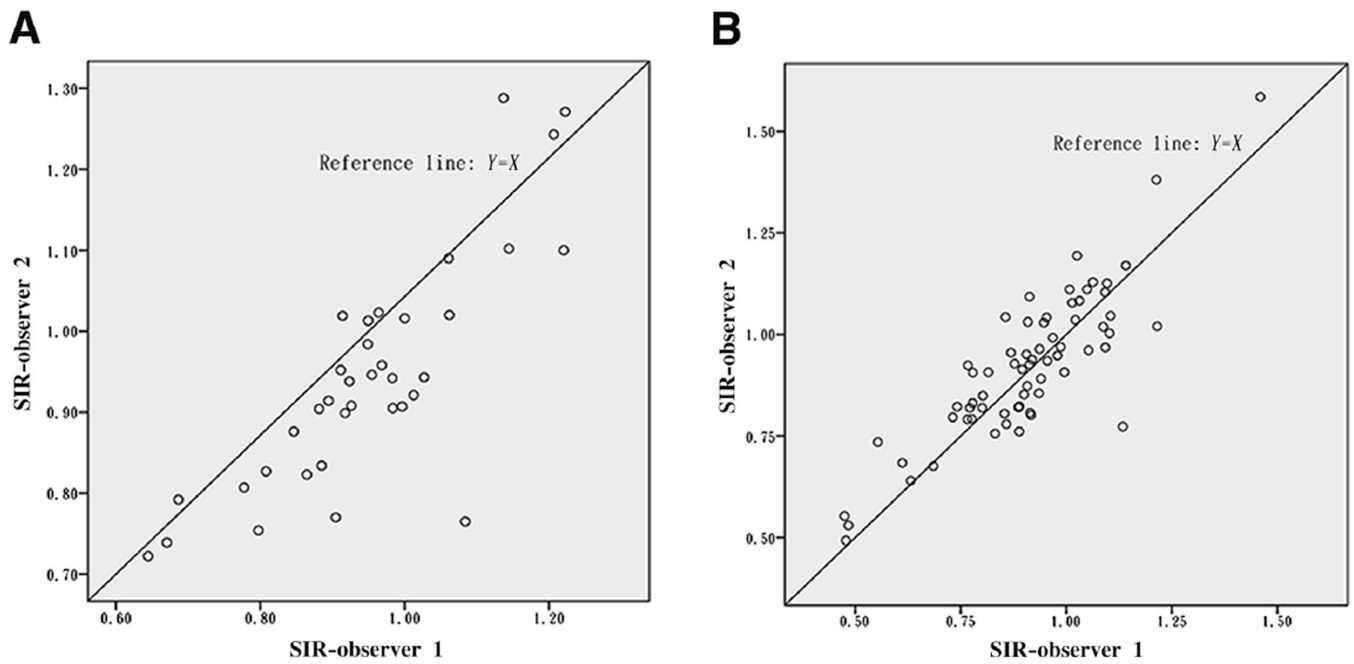 A
B
1.30
1.20
1.10
1.00
0.90
0.80
0.70
Reference line: Y=X
SIR-observer 2
0.60 0.80 1.00 1.20
SIR-observer 1
1.50
1.25
1.00
0.75
0.50
Reference line: Y=X
SIR-observer 2
0.50 0.75 1.00 1.25 1.50
SIR-observer 1